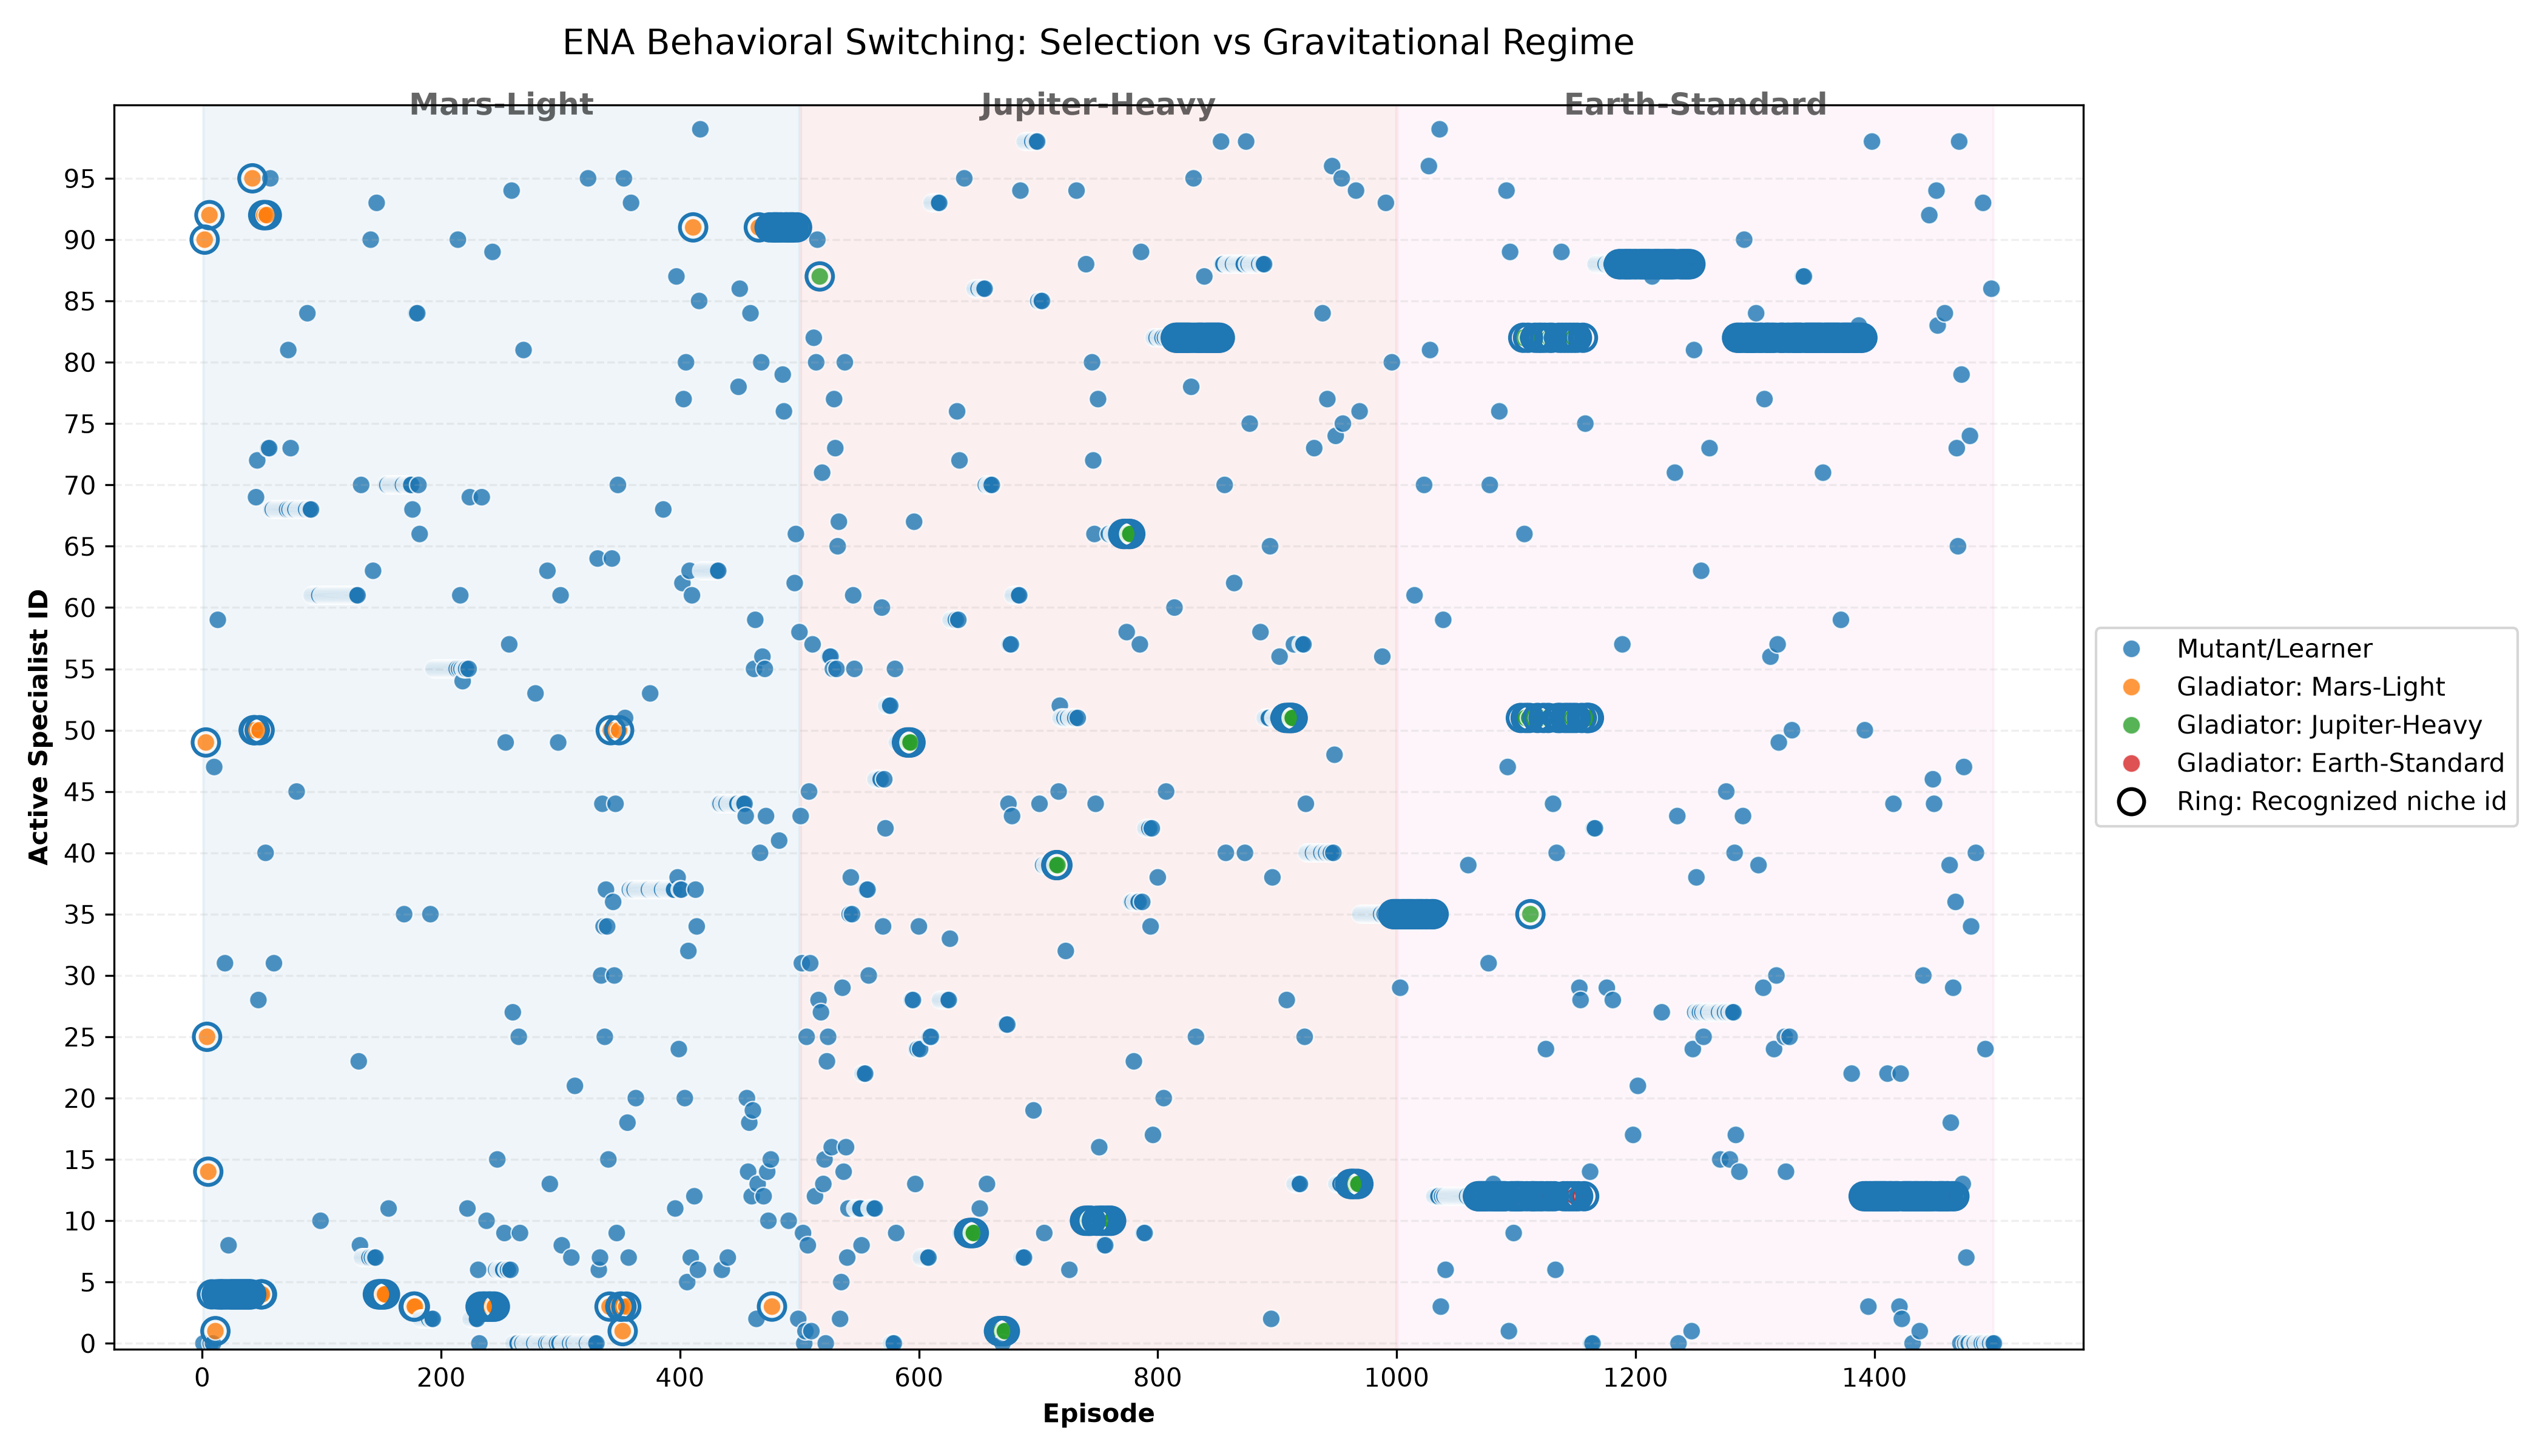 ENA Behavioral Switching: Selection vs Gravitational Regime
Mars-Light
Jupiter-Heavy
Earth-Standard
Active Specialist ID
95
90
85
80
75
70
65
60
55
50
45
40
35
30
25
20
15
10
5
0
0 200 400 600 800 1000 1200 1400
Episode
Mutant/Learner
Gladiator: Mars-Light
Gladiator: Jupiter-Heavy
Gladiator: Earth-Standard
Ring: Recognized niche id